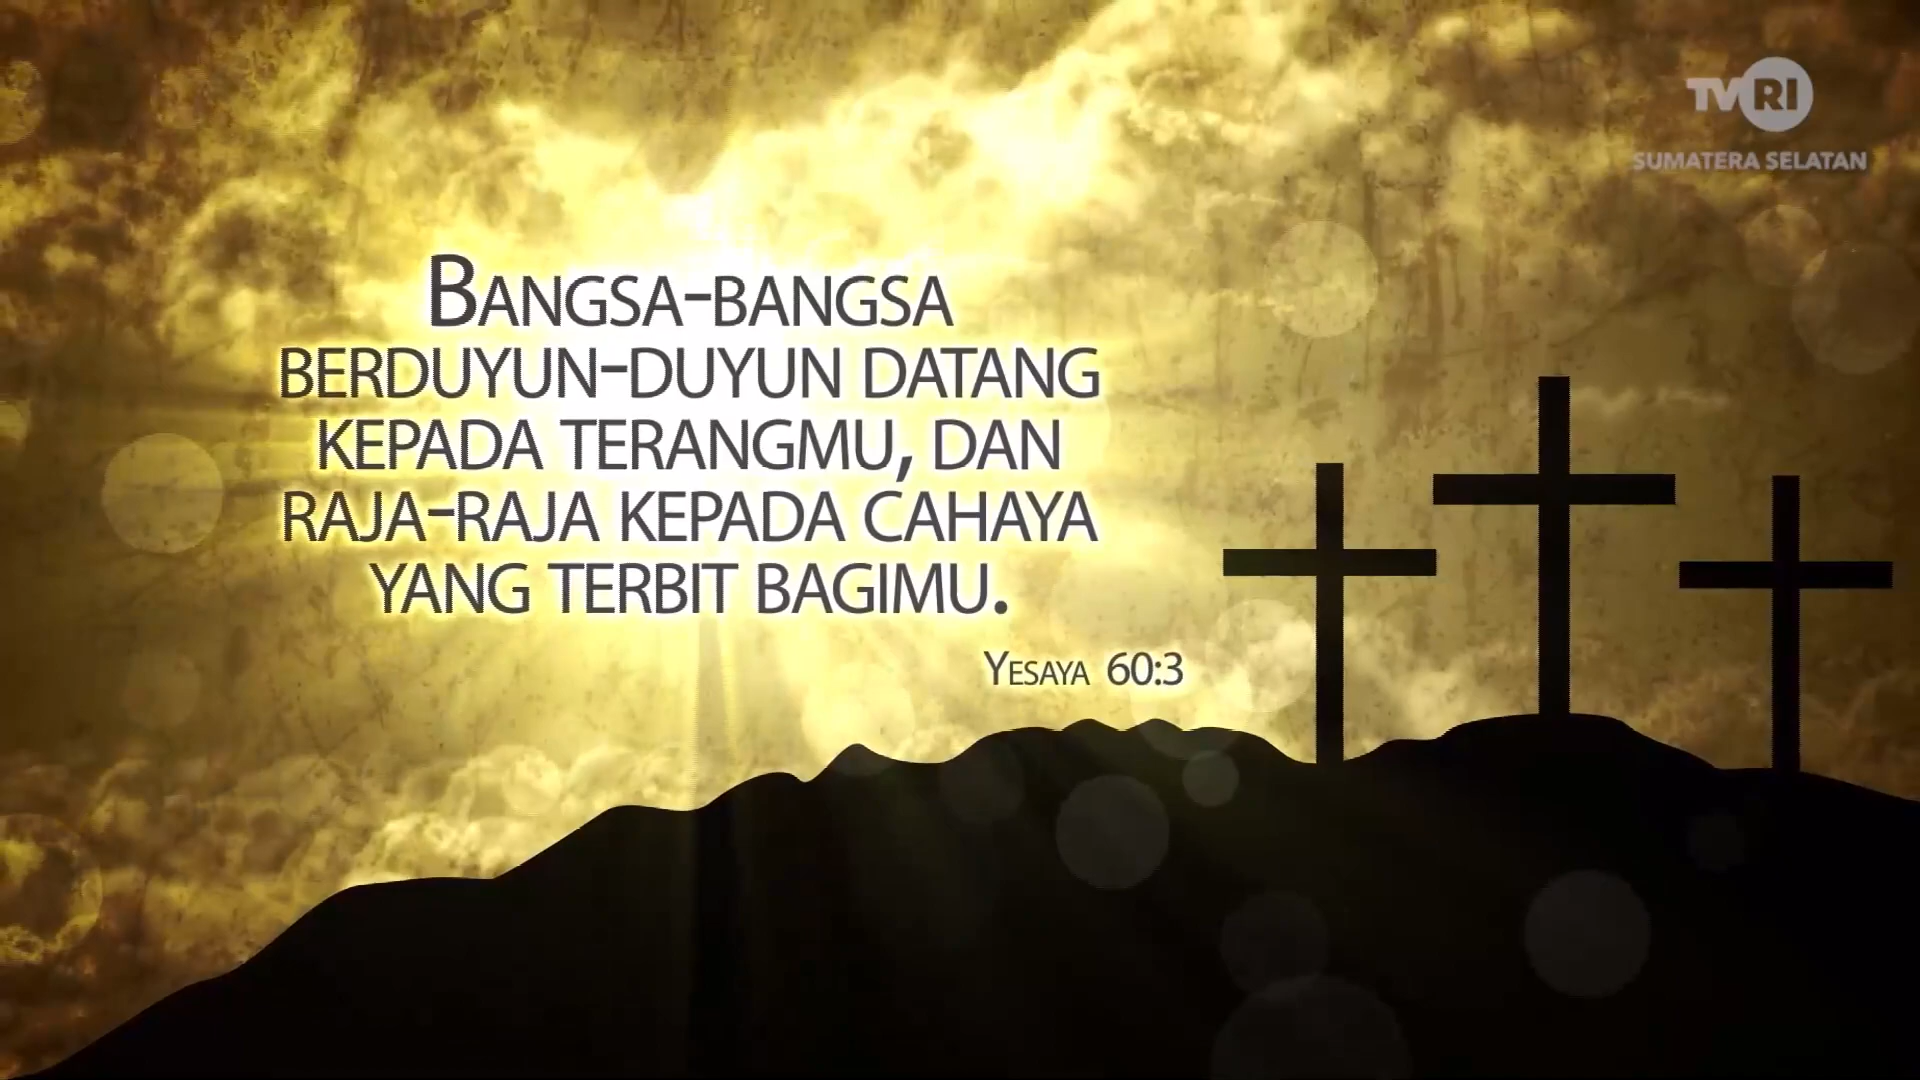 TVRI
SUMATERA SELATAN
BANGSA-BANGSA
BERDUYUN-DUYUN DATANG
KEPADA TERANGMU, DAN
RAJA-RAJA KEPADA CAHAYA
YANG TERBIT BAGIMU.
YESAYA 60:3